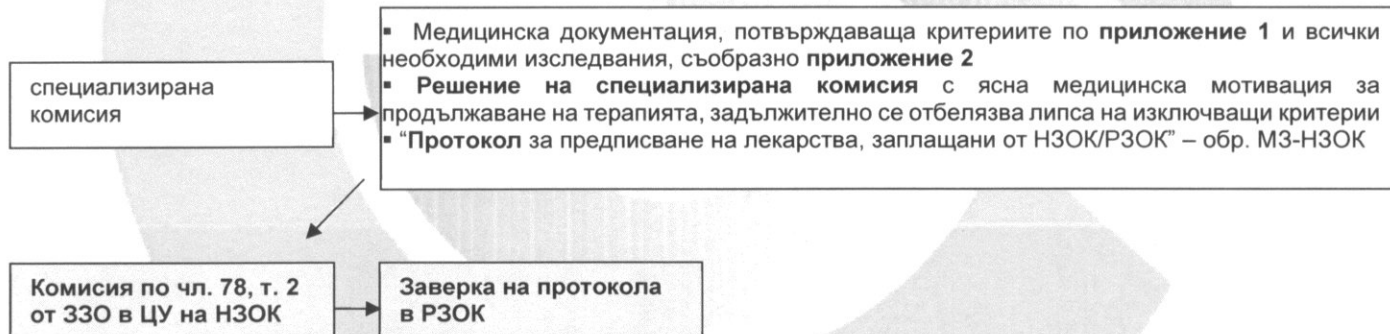 специализирана
комисия
▪ Медицинска документация, потвърждаваща критериите по приложение 1 и всички
необходими изследвания, съобразно приложение 2
▪ Решение на специализирана комисия с ясна медицинска мотивация за
продължаване на терапията, задължително се отбелязва липса на изключващи критерии
▪ “Протокол за предписване на лекарства, заплащани от НЗОК/РЗОК” – обр. МЗ-НЗОК
Комисия по чл. 78, т. 2
от ЗЗО в ЦУ на НЗОК
Заверка на протокола
в РЗОК